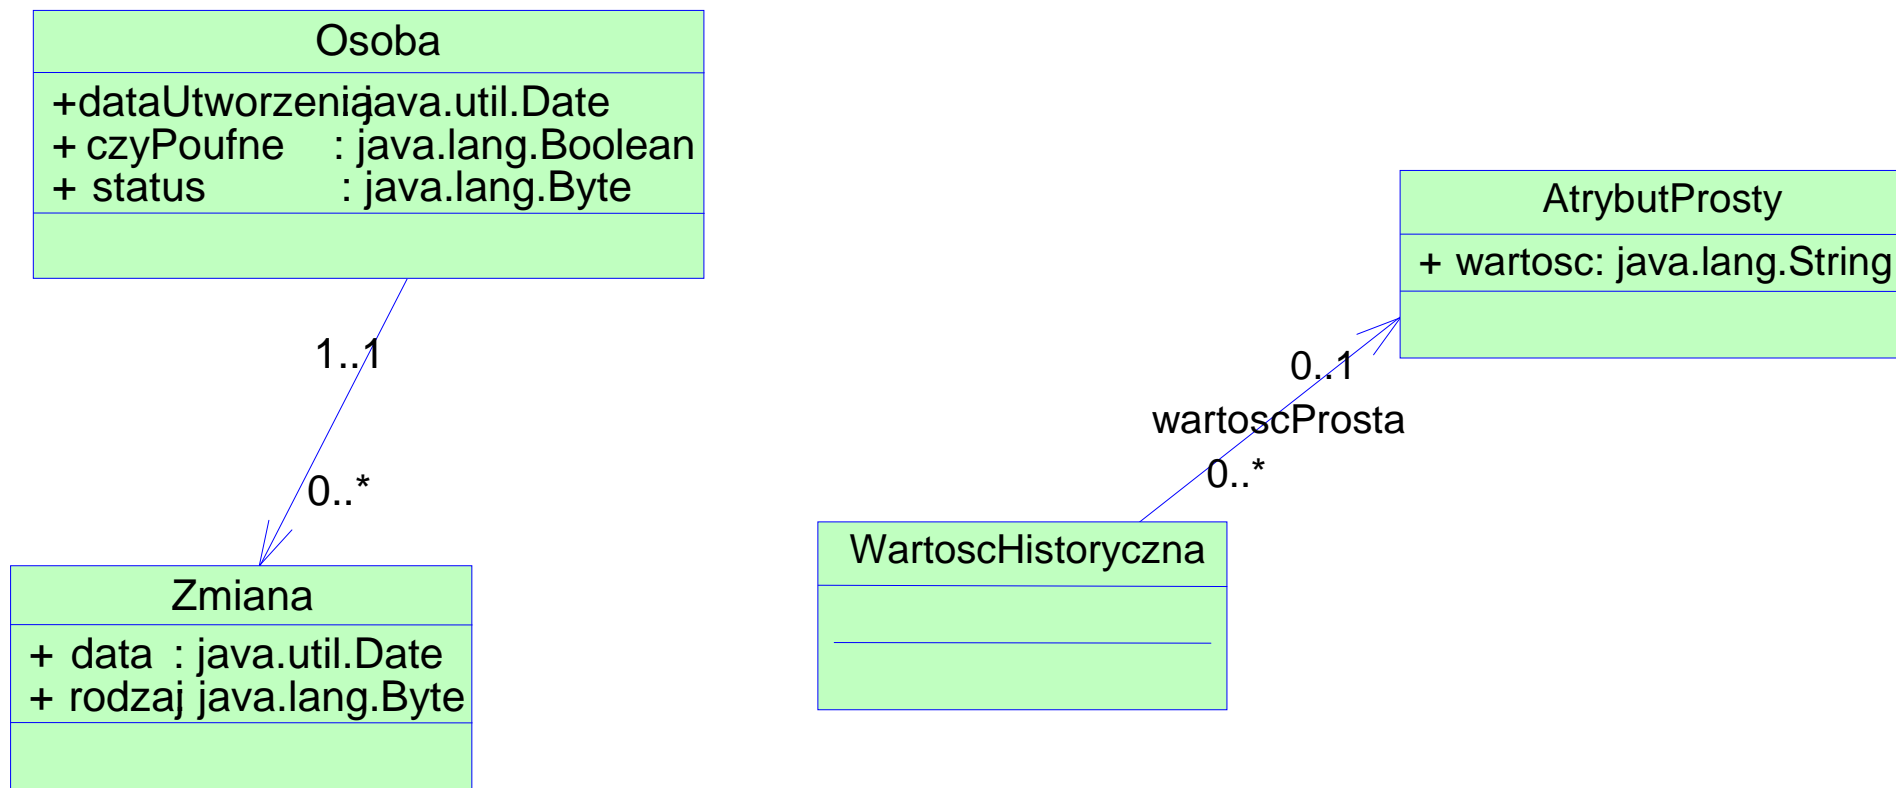 Osoba
+dataUtworzenia: java.util.Date
+ czyPoufne : java.lang.Boolean
+ status : java.lang.Byte
1..1
0..*
Zmiana
+ data : java.util.Date
+ rodzaj java.lang.Byte
AtrybutProsty
+ wartosc: java.lang.String
0..1
wartoscProsta
0..*
WartoscHistoryczna